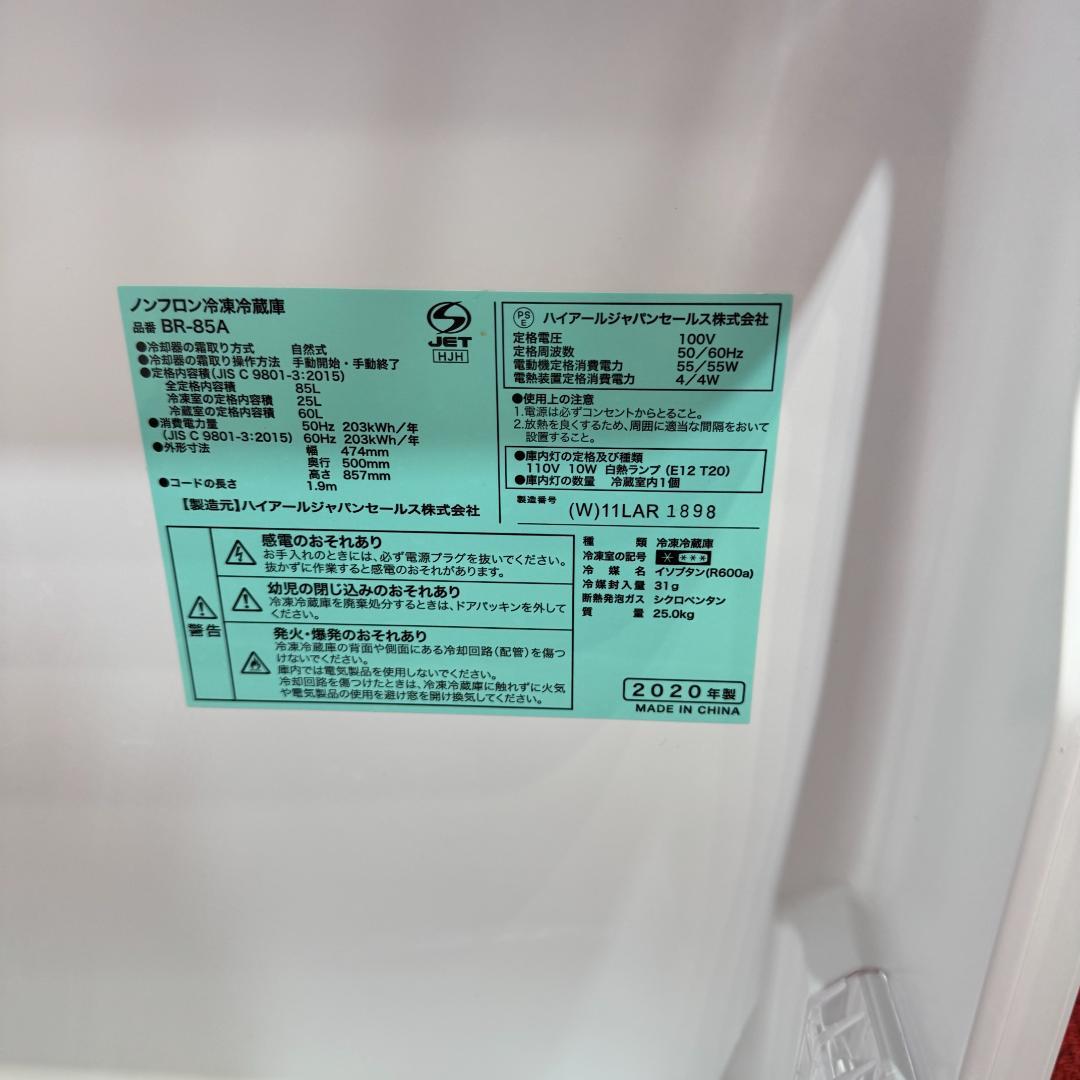 ノンフロン冷凍冷蔵庫
品番 BR-85A
JET
HJH
●冷却器の霜取り方式 自然式
●冷却器の霜取り操作方法 手動開始・手動終了
●定格内容積(JIS C 9801-3:2015)
全定格内容積 85L
冷凍室の定格内容積 25L
冷蔵室の定格内容積 60L
●消費電力量 50Hz 203kWh/年
(JIS C 9801-3:2015) 60Hz 203kWh/年
●外形寸法 幅 474mm
奥行 500mm
高さ 857mm
●コードの長さ 1.9m
【製造元】ハイアールジャパンセールス株式会社
PS
E
ハイアールジャパンセールス株式会社
定格電圧 100V
定格周波数 50/60Hz
電動機定格消費電力 55/55W
電熱装置定格消費電力 4/4W
●使用上の注意
1.電源は必ずコンセントからとること。
2.放熱を良くするため、周囲に適当な間隔をおいて
設置すること。
●庫内灯の定格及び種類
110V 10W 白熱ランプ (E12 T20)
●庫内灯の数量 冷蔵室内1個
製造番号
(W)11LAR 1898
警告
感電のおそれあり
お手入れのときには、必ず電源プラグを抜いでください。
抜かずに作業すると感電のおそれがあります。
幼児の閉じ込みのおそれあり
冷凍冷蔵庫を廃棄処分するときは、ドアパッキンを外して
ください。
発火・爆発のおそれあり
冷凍冷蔵庫の背面や側面にある冷却回路(配管)を傷つ
けないでください。
庫内では電気製品を使用しないでください。
冷却回路を傷つけたときは、冷凍冷蔵庫に触れずに火気
や電気製品の使用を避け窓を開け換気してください。
種類 冷凍冷蔵庫
冷凍室の記号 * ***
冷媒名 イソブタン(R600a)
冷媒封入量 31g
断熱発泡ガス シクロペンタン
質量 25.0kg
2020年製
MADE IN CHINA